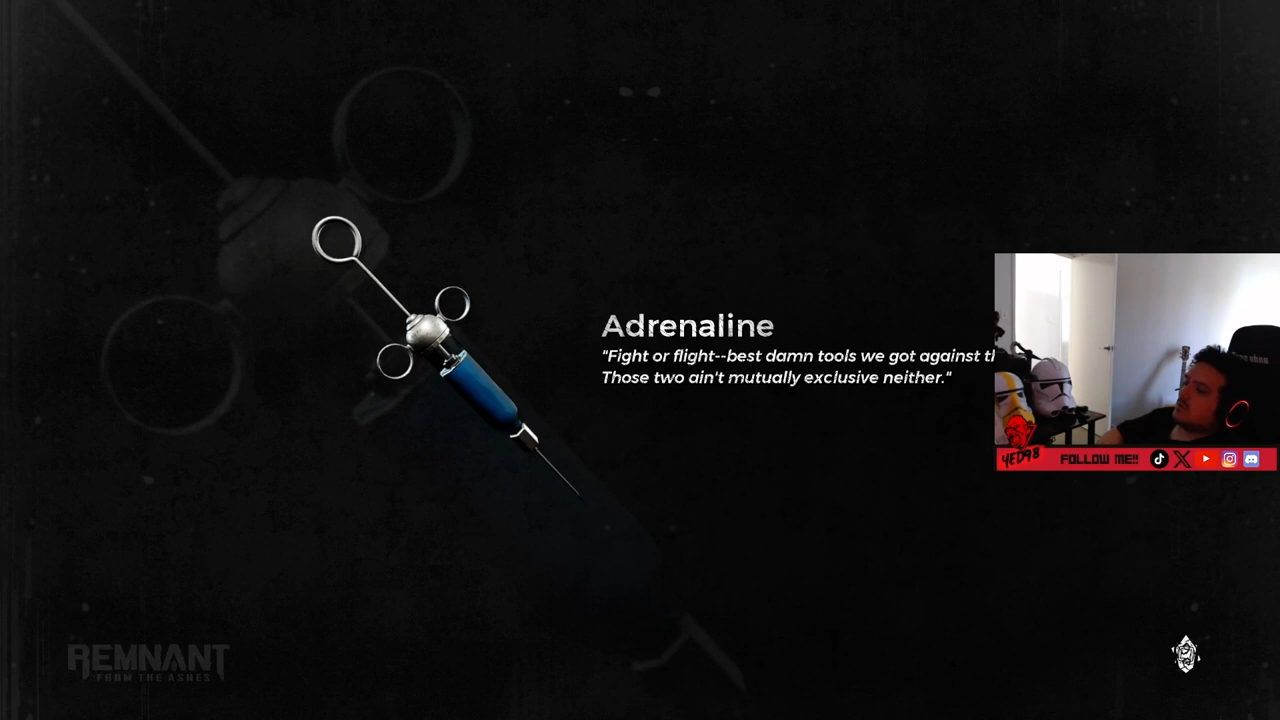 Adrenaline
"Fight or flight--best damn tools we got against
Those two ain't mutually exclusive neither."
YED98
FOLLOW ME!!
REMNANT
FROM THE ASHES